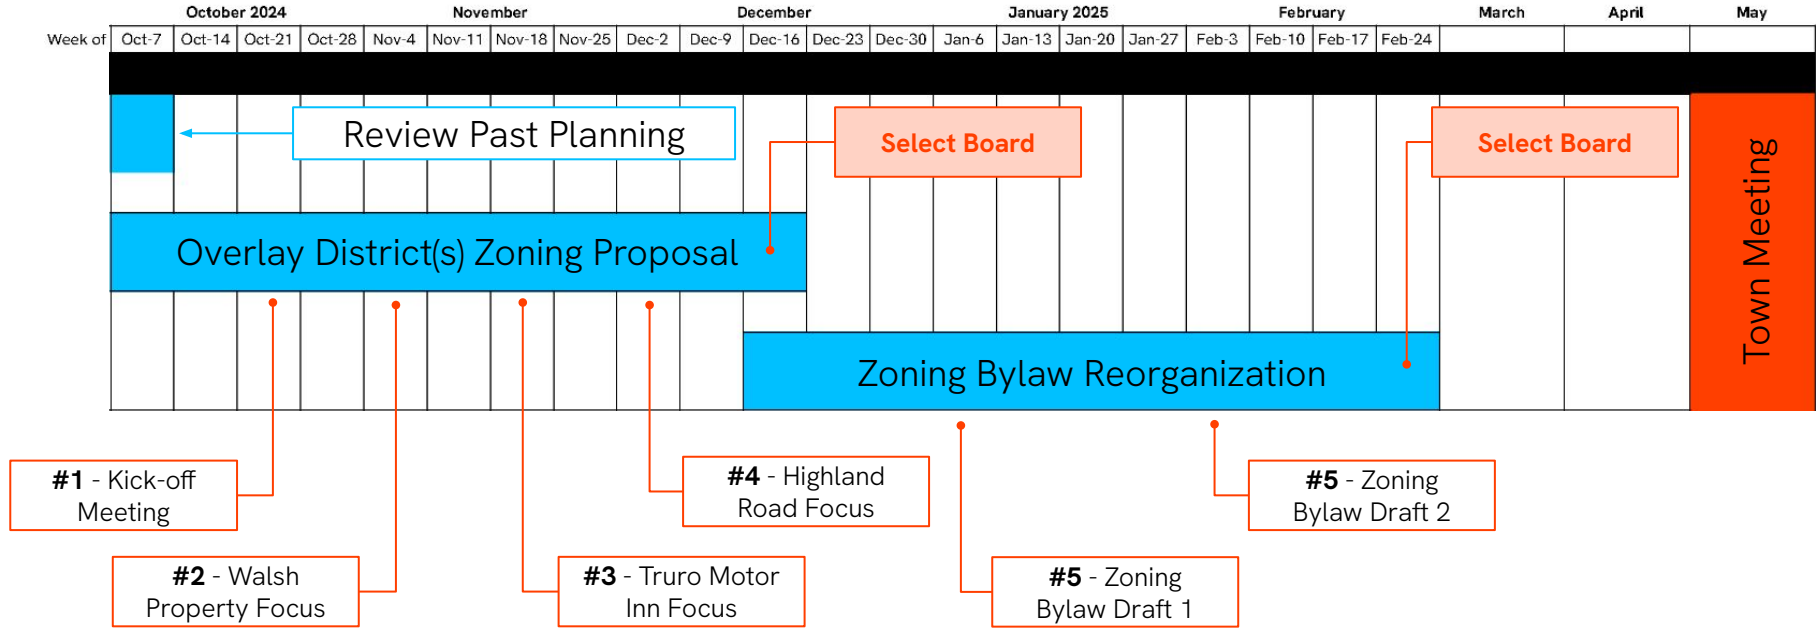 October 2024 November December January 2025 February March April May
Week of Oct-7 Oct-14 Oct-21 Oct-28 Nov-4 Nov-11 Nov-18 Nov-25 Dec-2 Dec-9 Dec-16 Dec-23 Dec-30 Jan-6 Jan-13 Jan-20 Jan-27 Feb-3 Feb-10 Feb-17 Feb-24
Review Past Planning
Select Board
Select Board
Town Meeting
Overlay District(s) Zoning Proposal
Zoning Bylaw Reorganization
#1 - Kick-off
Meeting
#4 - Highland
Road Focus
#5 - Zoning
Bylaw Draft 2
#2 - Walsh
Property Focus
#3 - Truro Motor
Inn Focus
#5 - Zoning
Bylaw Draft 1